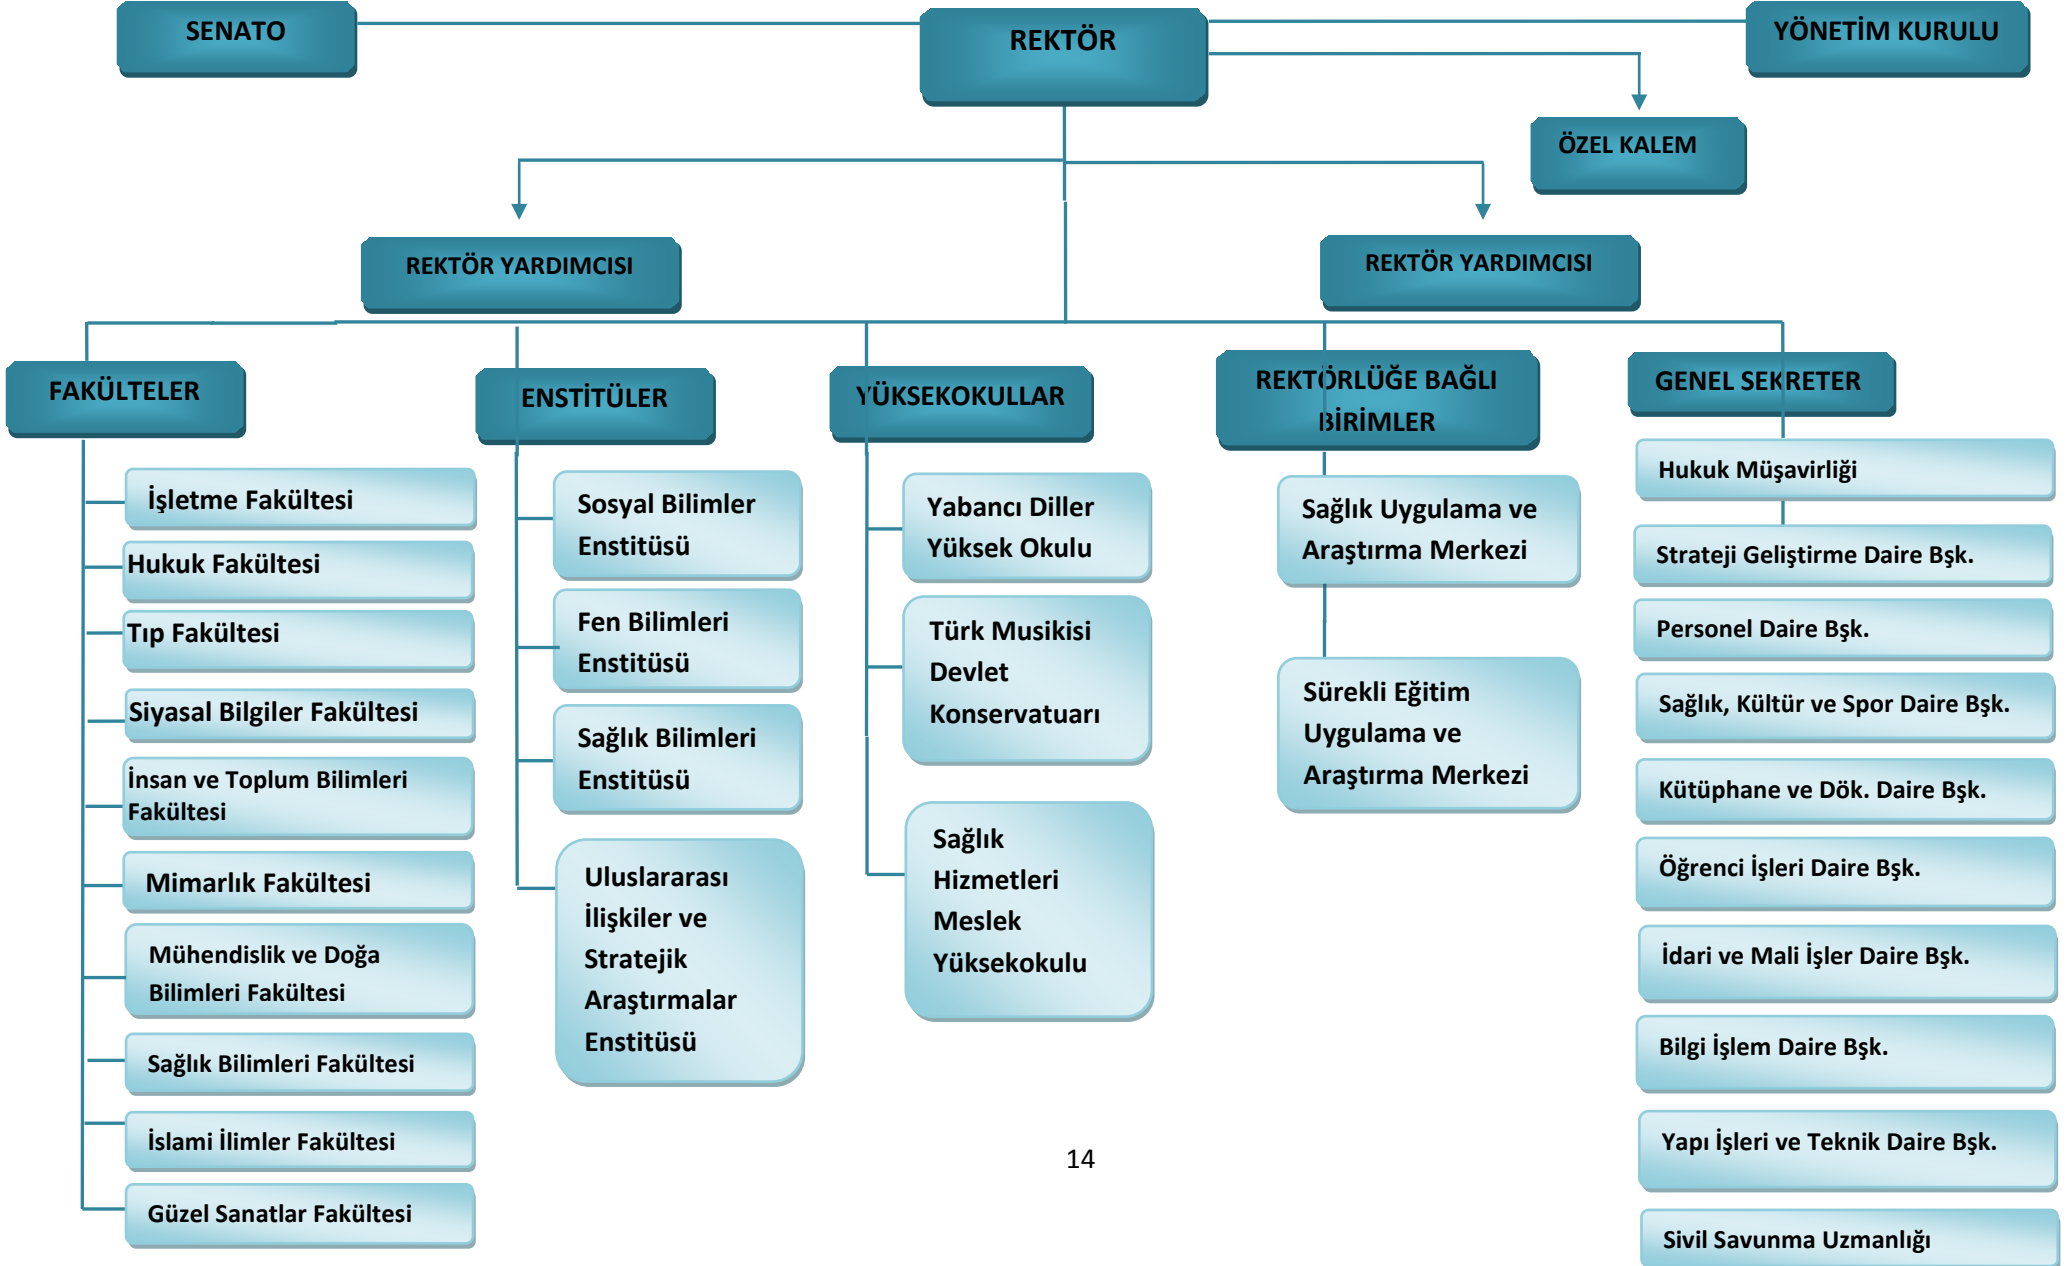 SENATO
REKTÖR
YÖNETİM KURULU
ÖZEL KALEM
REKTÖR YARDIMCISI
REKTÖR YARDIMCISI
FAKÜLTELER
İşletme Fakültesi
Hukuk Fakültesi
Tıp Fakültesi
Siyasal Bilgiler Fakültesi
İnsan ve Toplum Bilimleri
Fakültesi
Mimarlık Fakültesi
Mühendislik ve Doğa
Bilimleri Fakültesi
Sağlık Bilimleri Fakültesi
İslami İlimler Fakültesi
Güzel Sanatlar Fakültesi
ENSTİTÜLER
Sosyal Bilimler
Enstitüsü
Fen Bilimleri
Enstitüsü
Sağlık Bilimleri
Enstitüsü
Uluslararası
İlişkiler ve
Stratejik
Araştırmalar
Enstitüsü
YÜKSEKOKULLAR
Yabancı Diller
Yüksek Okulu
Türk Musikisi
Devlet
Konservatuarı
Sağlık
Hizmetleri
Meslek
Yüksekokulu
REKTÖRLÜĞE BAĞLI
BİRİMLER
Sağlık Uygulama ve
Araştırma Merkezi
Sürekli Eğitim
Uygulama ve
Araştırma Merkezi
GENEL SEKRETER
Hukuk Müşavirliği
Strateji Geliştirme Daire Bşk.
Personel Daire Bşk.
Sağlık, Kültür ve Spor Daire Bşk.
Kütüphane ve Dök. Daire Bşk.
Öğrenci İşleri Daire Bşk.
İdari ve Mali İşler Daire Bşk.
Bilgi İşlem Daire Bşk.
Yapı İşleri ve Teknik Daire Bşk.
Sivil Savunma Uzmanlığı
14